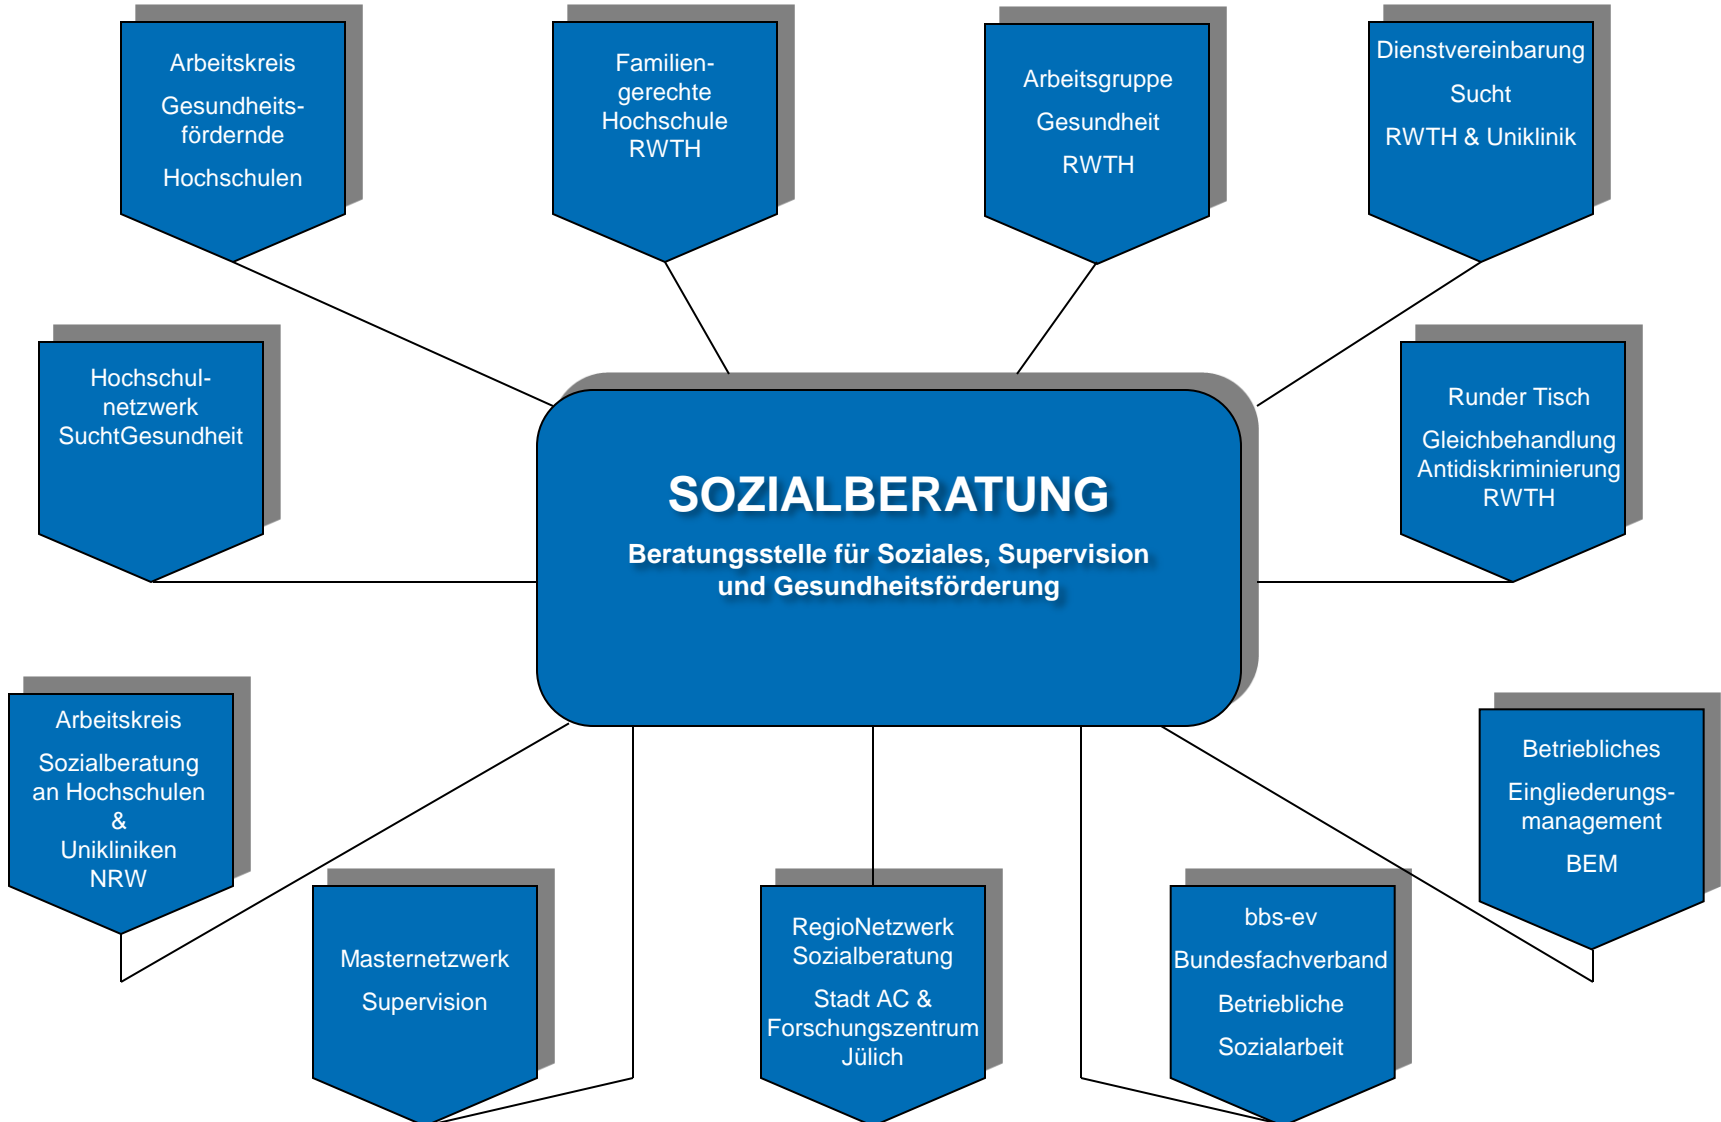 Arbeitskreis
Gesundheits-
fördernde
Hochschulen
Familien-
gerechte
Hochschule
RWTH
Arbeitsgruppe
Gesundheit
RWTH
Dienstvereinbarung
Sucht
RWTH & Uniklinik
Hochschul-
netzwerk
SuchtGesundheit
SOZIALBERATUNG
Beratungsstelle für Soziales, Supervision
und Gesundheitsförderung
Runder Tisch
Gleichbehandlung
Antidiskriminierung
RWTH
Arbeitskreis
Sozialberatung
an Hochschulen
&
Unikliniken
NRW
Masternetzwerk
Supervision
RegioNetzwerk
Sozialberatung
Stadt AC &
Forschungszentrum
Jülich
bbs-ev
Bundesfachverband
Betriebliche
Sozialarbeit
Betriebliches
Eingliederungs-
management
BEM